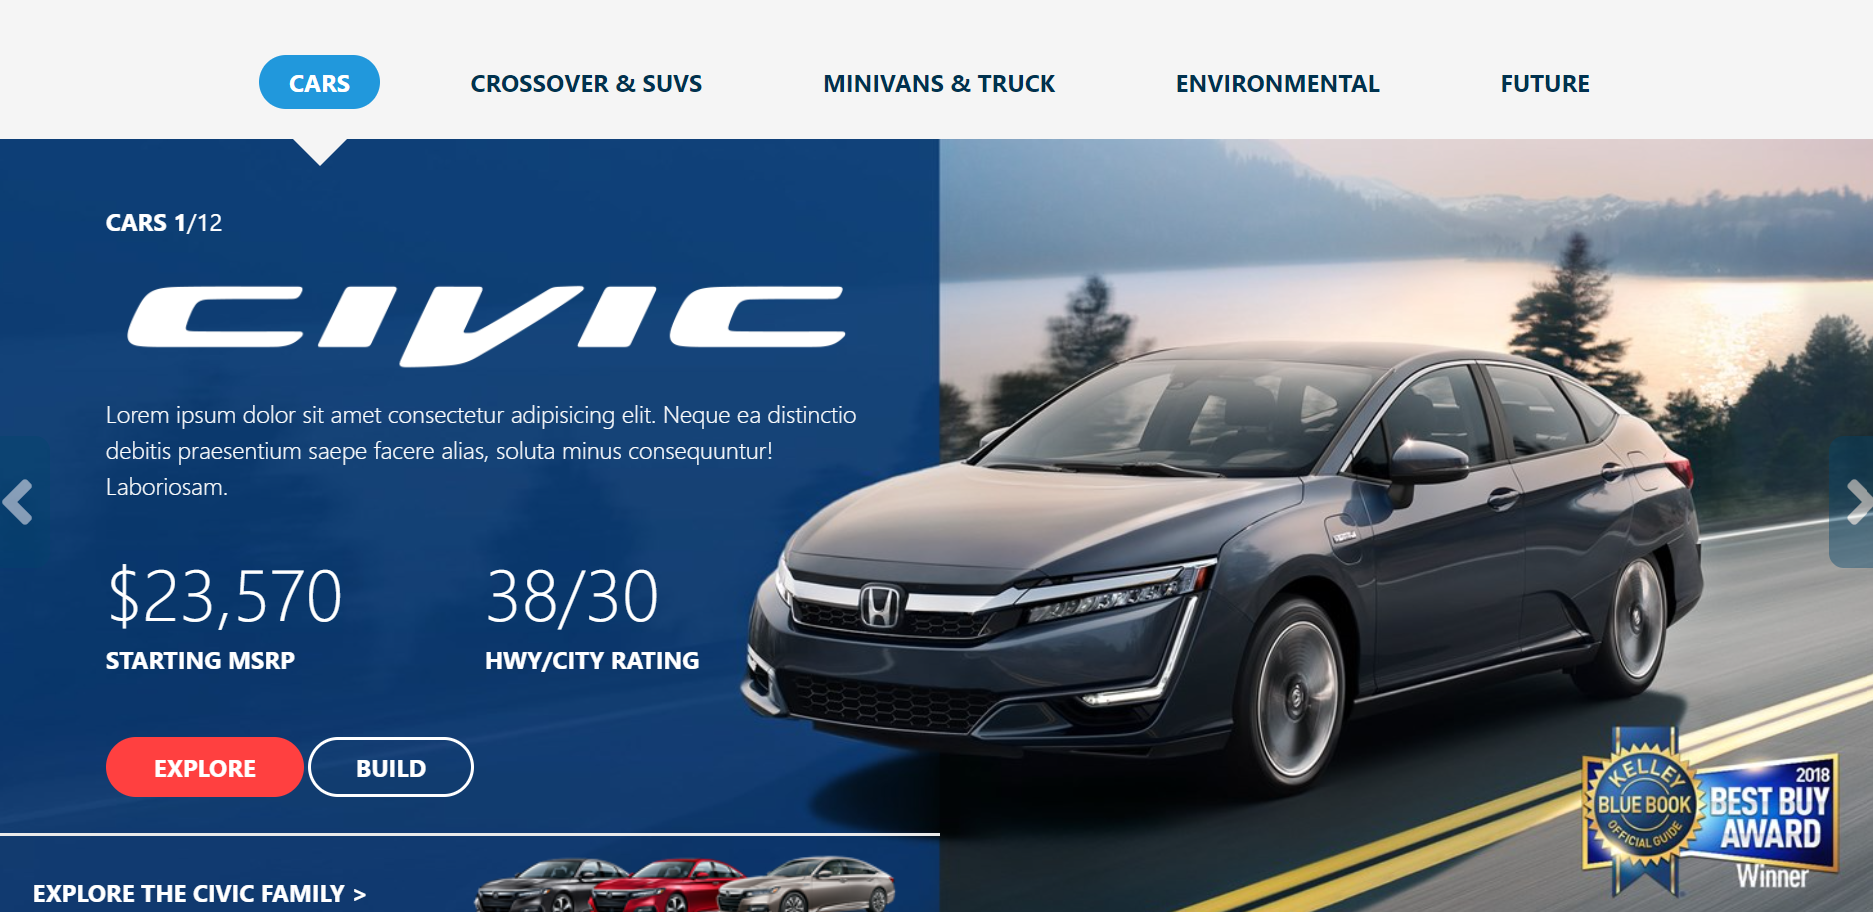 CARS
CROSSOVER & SUVS
MINIVANS & TRUCK
ENVIRONMENTAL
FUTURE
CARS 1/12
CIVIC
Lorem ipsum dolor sit amet consectetur adipisicing elit. Neque ea distinctio
debitis praesentium saepe facere alias, soluta minus consequuntur!
Laboriosam.
$23,570
38/30
STARTING MSRP
HWY/CITY RATING
EXPLORE
BUILD
EXPLORE THE CIVIC FAMILY >
KELLEY
BLUE BOOK
OFFICIAL GUIDE
2018
BEST BUY
AWARD
Winner